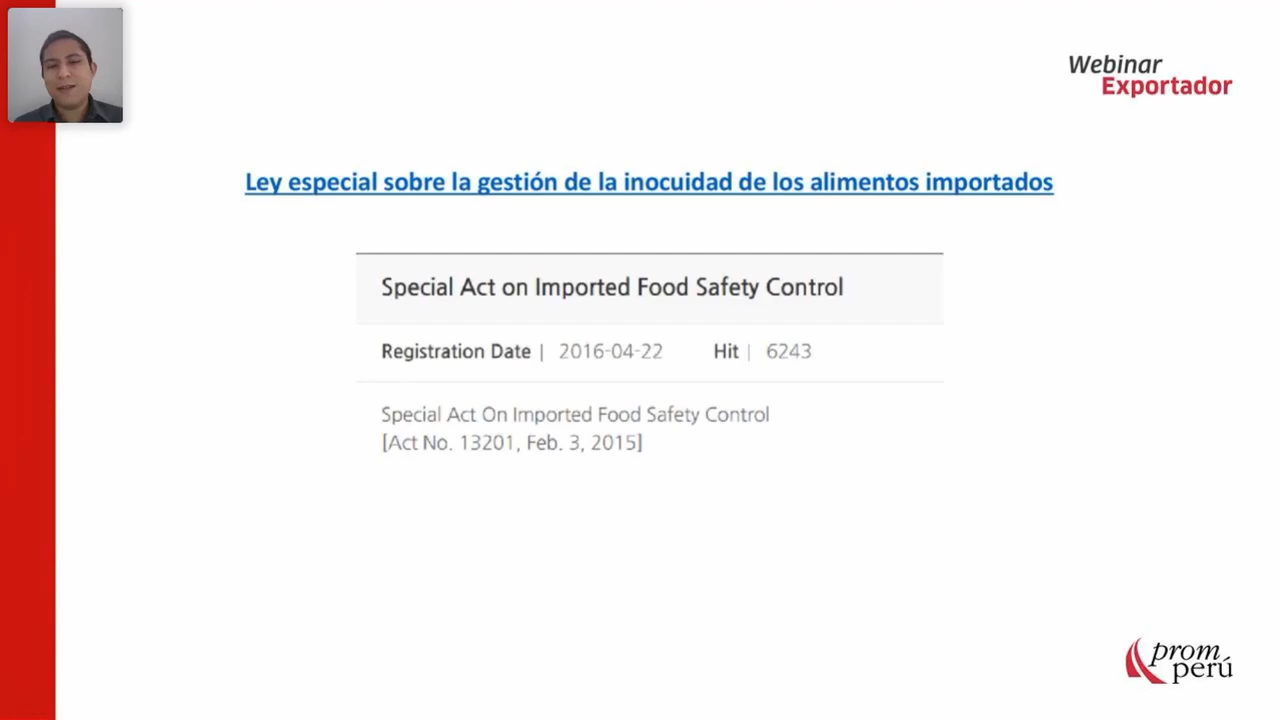 Webinar
Exportador
Ley especial sobre la gestión de la inocuidad de los alimentos importados
Special Act on Imported Food Safety Control
Registration Date | 2016-04-22 Hit | 6243
Special Act On Imported Food Safety Control
[Act No. 13201, Feb. 3, 2015]
prom
perú